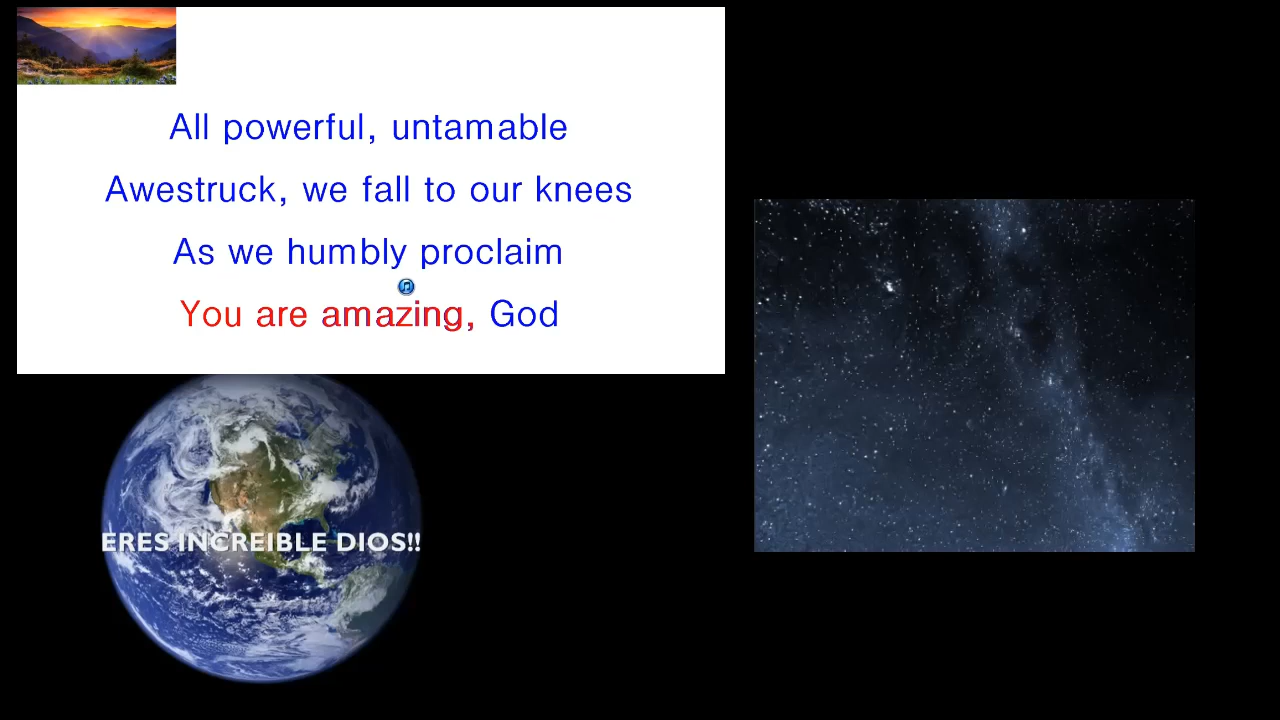 All powerful, untamable
Awestruck, we fall to our knees
As we humbly proclaim
You are amazing, God
ERES INCREIBLE DIOS!!